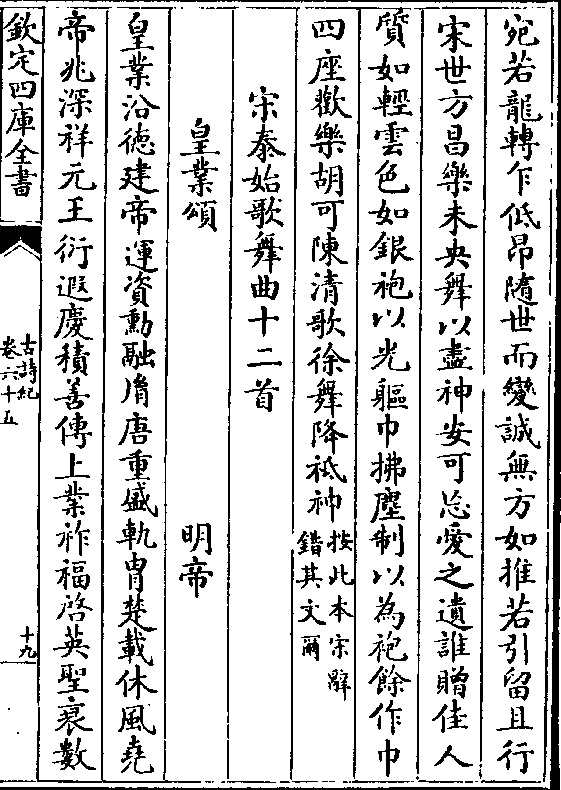 宛若龍轉乍低昂隨世而變誠無方如推若引留且行
宋世方昌樂未央舞以盡神安可忘愛之遺誰贈佳人
質如輕雲色如銀袍以光軀巾拂塵制以為袍餘作巾
四座歡樂胡可陳清歌徐舞降祗神按此本宋辭
錯其文爾
宋泰始歌舞曲十二首
皇業頌 明帝
皇業沿德建帝運資勳融胤唐重盛軌胄楚載休風堯
帝兆深祥元王衍遐慶積善傳上業祚福啓英聖衰數
欽定四庫全書
古詩紀
卷六十五
十九